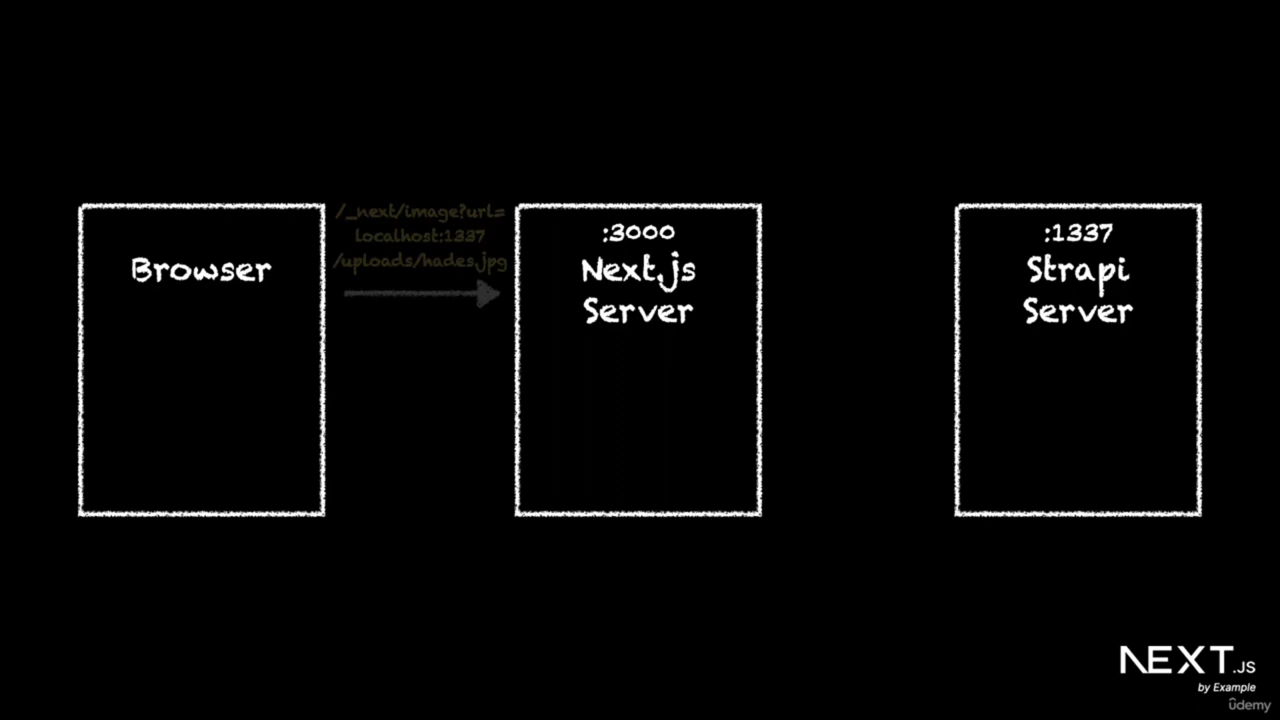 Browser
/_next/image?url=
localhost:1337
/uploads/hades.jpg
:3000
Next.js
Server
:1337
Strapi
Server
NEXT.JS
by Example
udemy